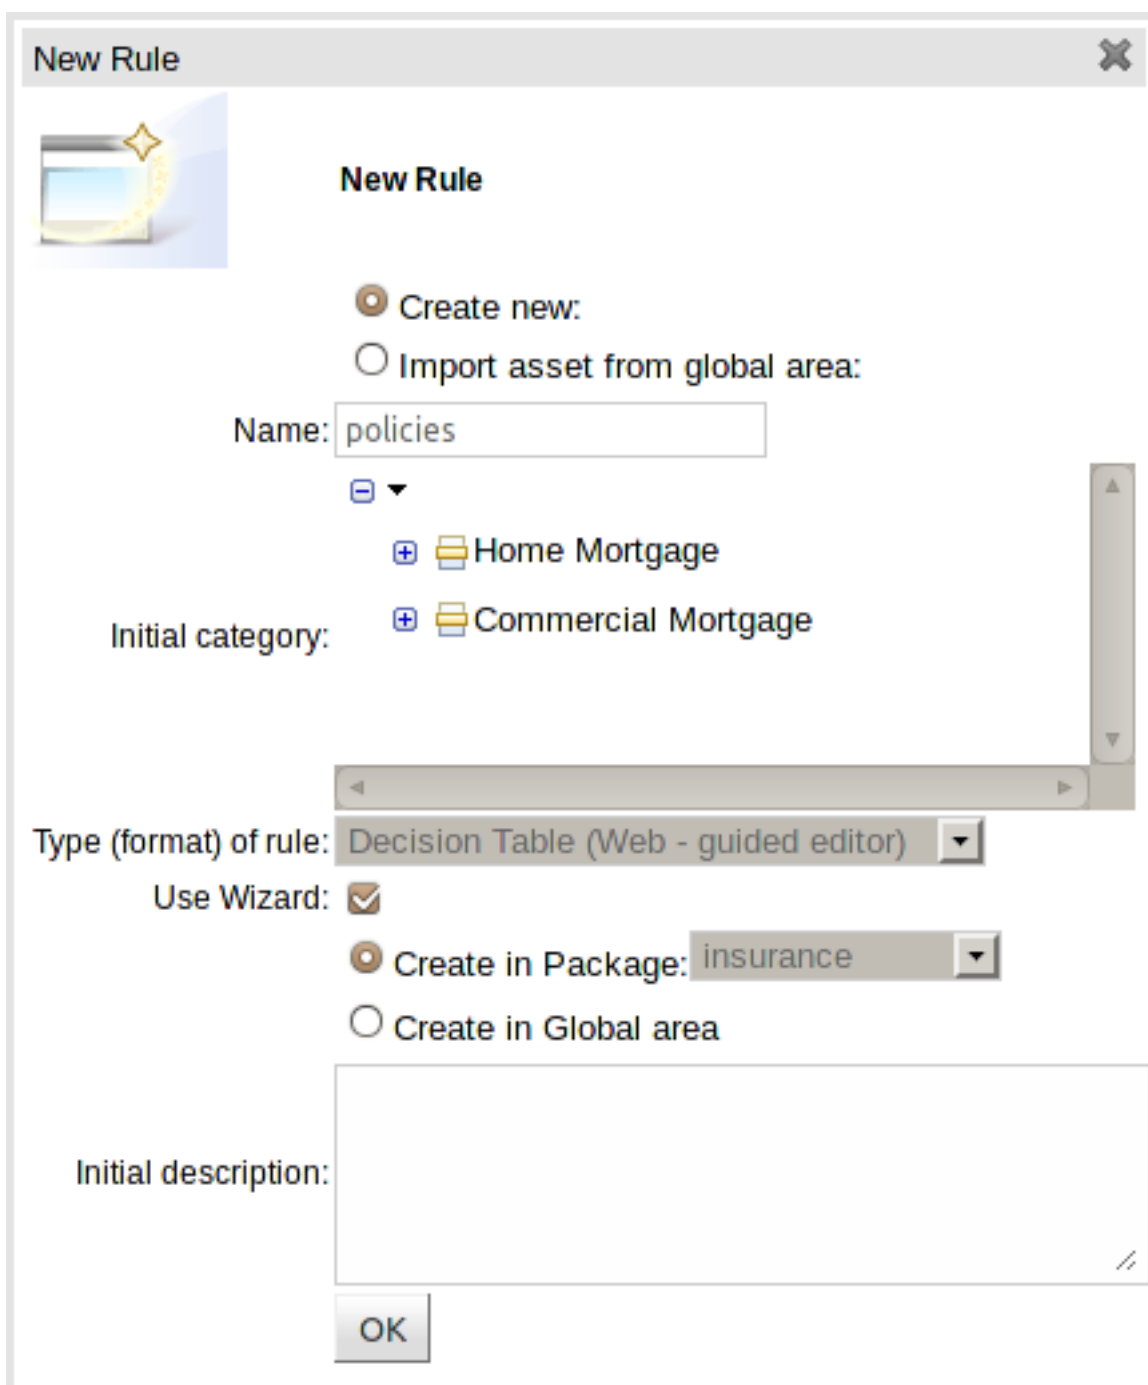 New Rule
New Rule
Create new:
Import asset from global area:
Name: policies
Home Mortgage
Commercial Mortgage
Initial category:
Type (format) of rule: Decision Table (Web - guided editor)
Use Wizard:
Create in Package: insurance
Create in Global area
Initial description:
OK